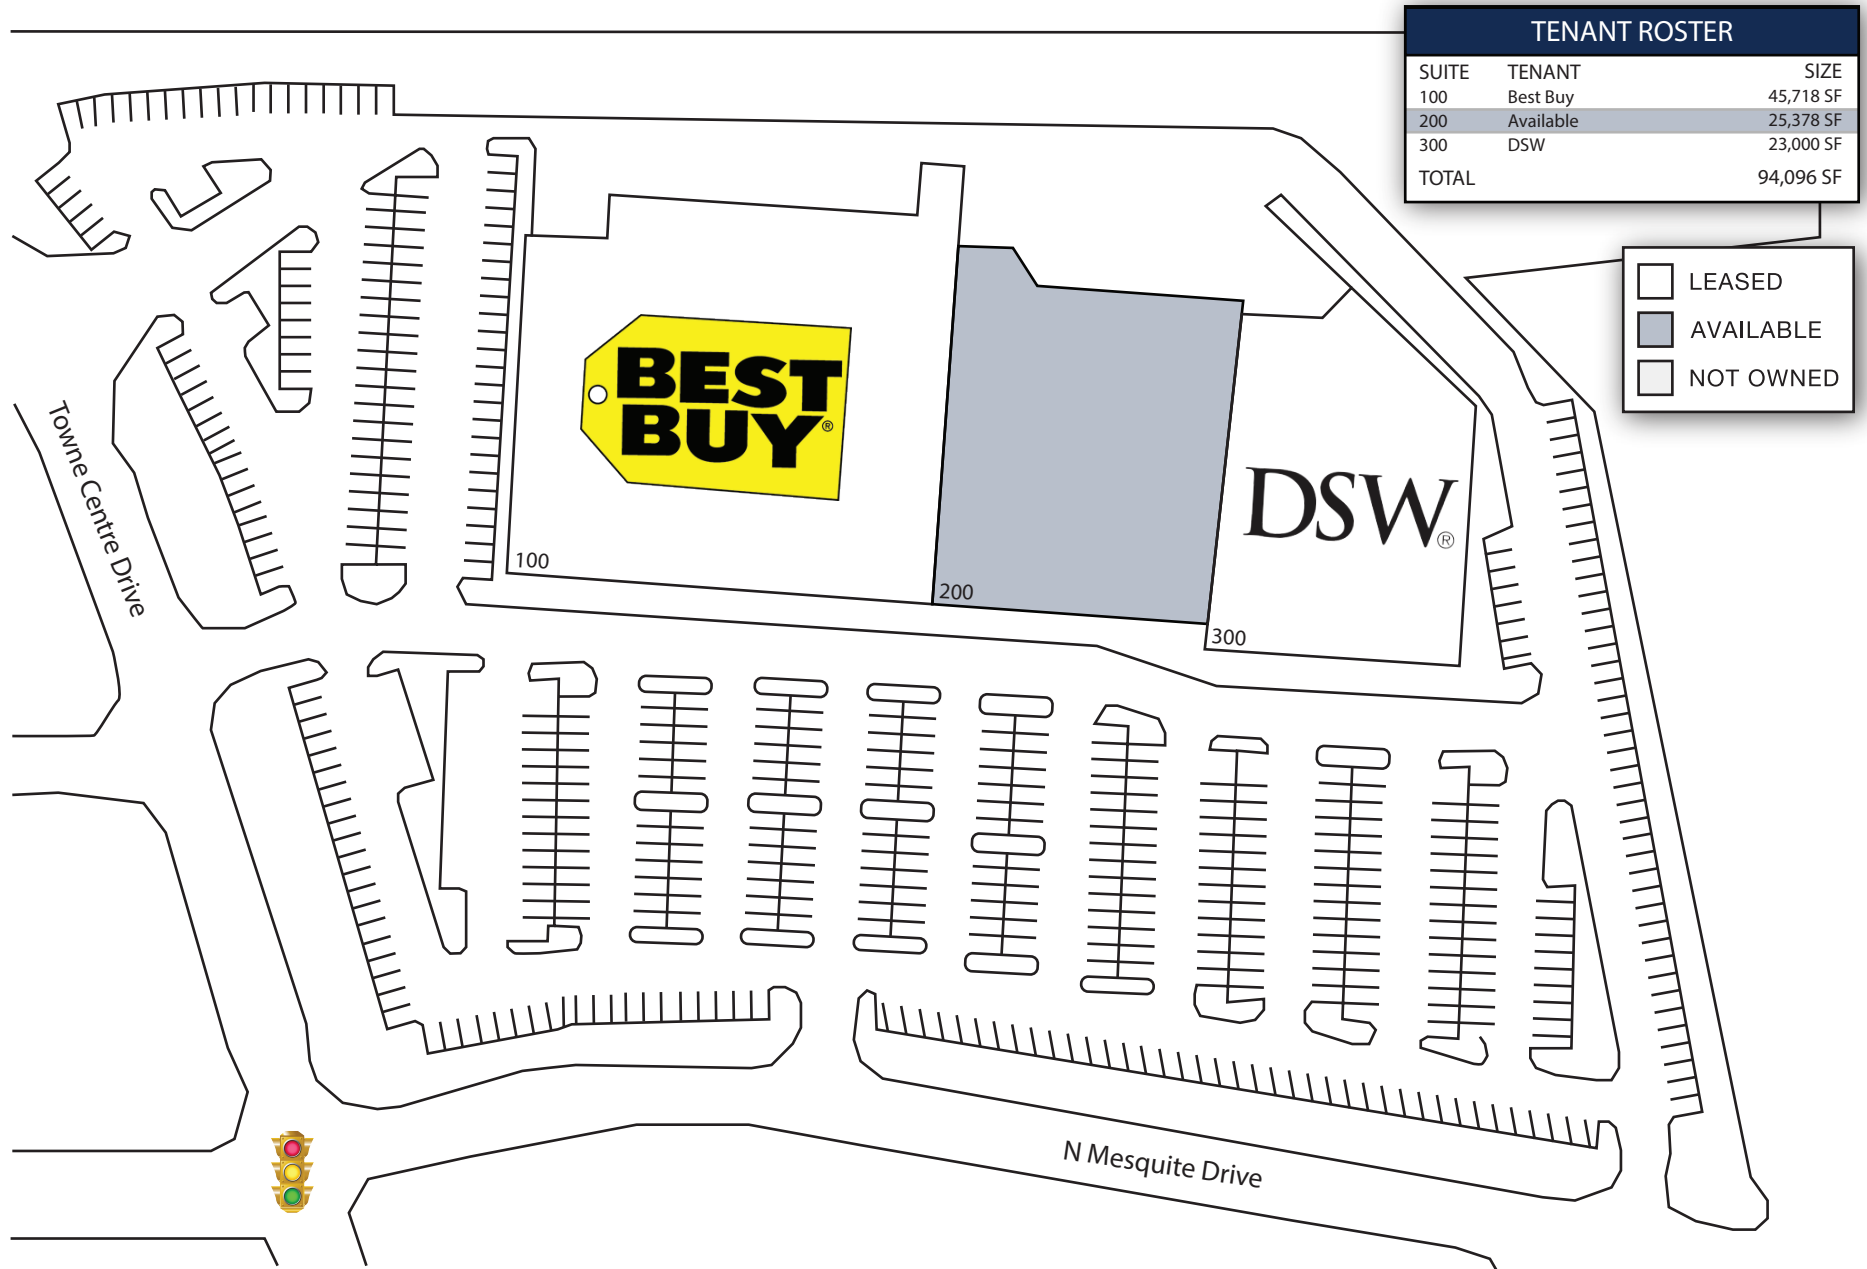 TENANT ROSTER
SUITE TENANT SIZE
100 Best Buy 45,718 SF
200 Available 25,378 SF
300 DSW 23,000 SF
TOTAL 94,096 SF
LEASED
AVAILABLE
NOT OWNED
BEST
BUY®
DSW®
100
200
300
Towne Centre Drive
N Mesquite Drive